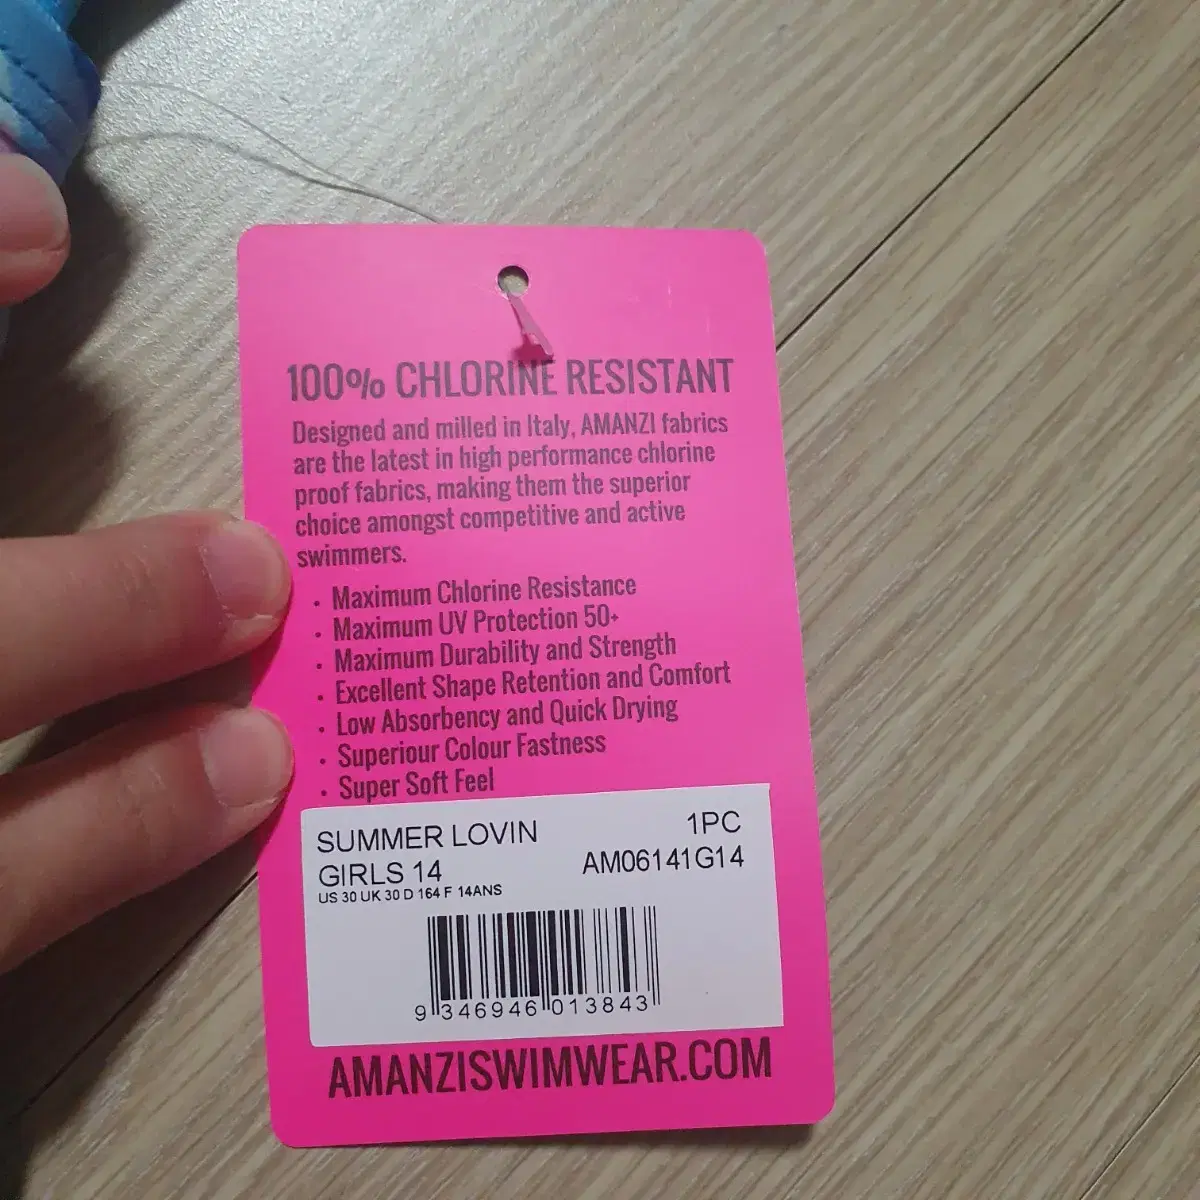 100% CHLORINE RESISTANT
Designed and milled in Italy, AMANZI fabrics
are the latest in high performance chlorine
proof fabrics, making them the superior
choice amongst competitive and active
swimmers.
• Maximum Chlorine Resistance
• Maximum UV Protection 50+
• Maximum Durability and Strength
• Excellent Shape Retention and Comfort
• Low Absorbency and Quick Drying
• Superiour Colour Fastness
• Super Soft Feel
SUMMER LOVIN 1PC
GIRLS 14 AM06141G14
US 30 UK 30 D 164 F 14ANS
9 346946 013843
AMANZISWIMWEAR.COM